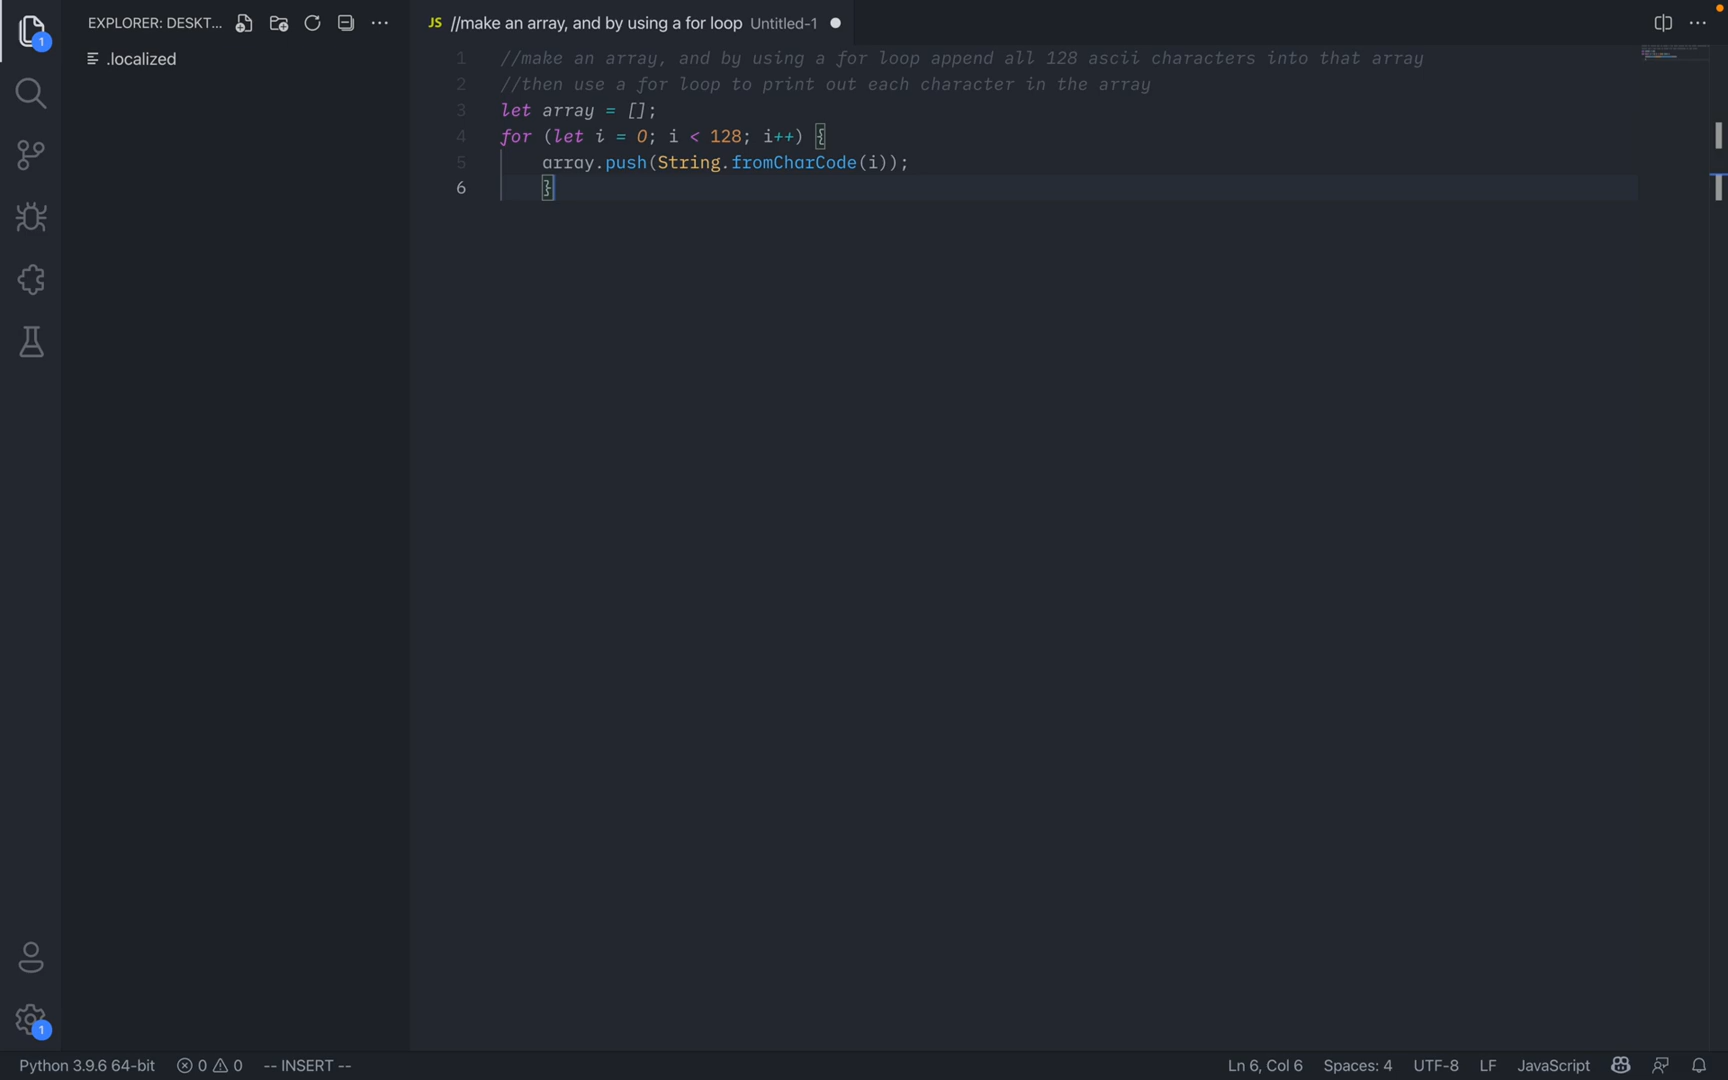 EXPLORER: DESKT...
JS //make an array, and by using a for loop Untitled-1
1
.localized
1 //make an array, and by using a for loop append all 128 ascii characters into that array
2 //then use a for loop to print out each character in the array
3 let array = [];
4 for (let i = 0; i < 128; i++) {
5 array.push(String.fromCharCode(i));
6 }
1
Python 3.9.6 64-bit 0 0 -- INSERT -- Ln 6, Col 6 Spaces: 4 UTF-8 LF JavaScript